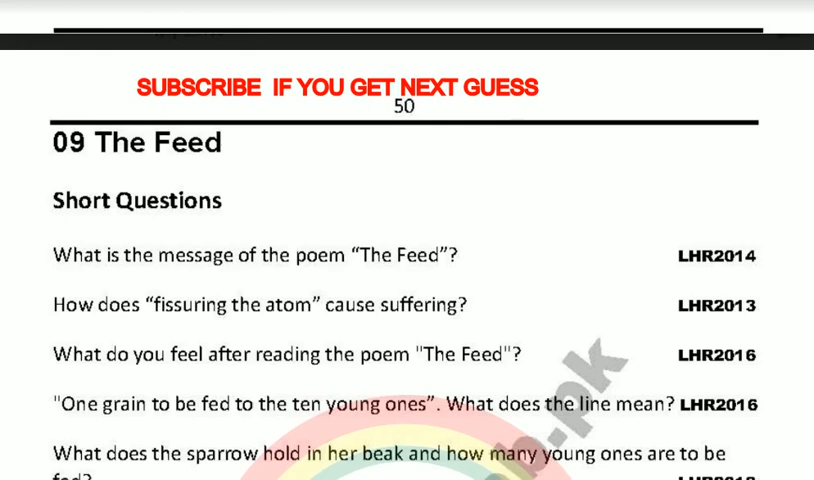 SUBSCRIBE IF YOU GET NEXT GUESS
50
09 The Feed
Short Questions
What is the message of the poem “The Feed”? LHR2014
How does “fissuring the atom” cause suffering? LHR2013
What do you feel after reading the poem "The Feed"? LHR2016
"One grain to be fed to the ten young ones”. What does the line mean? LHR2016
What does the sparrow hold in her beak and how many young ones are to be